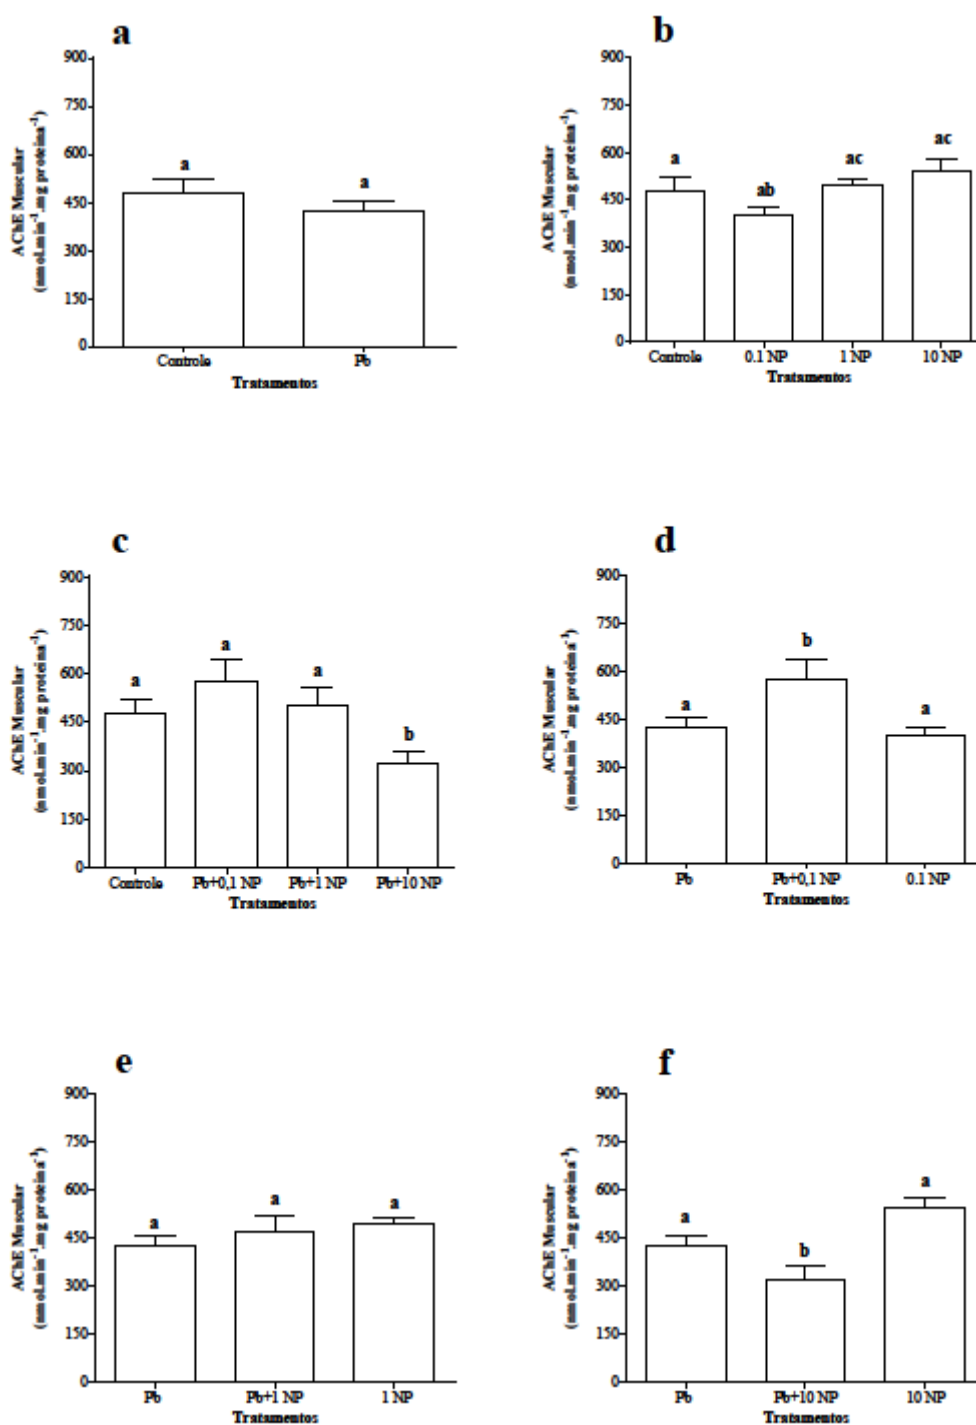 a
AChE Muscular
(nmol.min⁻¹.mg proteina⁻¹)
900
750
600
450
300
150
0
a
a
Controle
Pb
Tratamentos
b
AChE Muscular
(nmol.min⁻¹.mg proteina⁻¹)
900
750
600
450
300
150
0
a
ab
ac
ac
Controle
0.1 NP
1 NP
10 NP
Tratamentos
c
AChE Muscular
(nmol.min⁻¹.mg proteina⁻¹)
900
750
600
450
300
150
0
a
a
a
b
Controle
Pb+0,1 NP
Pb+1 NP
Pb+10 NP
Tratamentos
d
AChE Muscular
(nmol.min⁻¹.mg proteina⁻¹)
900
750
600
450
300
150
0
a
b
a
Pb
Pb+0,1 NP
0.1 NP
Tratamentos
e
AChE Muscular
(nmol.min⁻¹.mg proteina⁻¹)
900
750
600
450
300
150
0
a
a
a
Pb
Pb+1 NP
1 NP
Tratamentos
f
AChE Muscular
(nmol.min⁻¹.mg proteina⁻¹)
900
750
600
450
300
150
0
a
b
a
Pb
Pb+10 NP
10 NP
Tratamentos